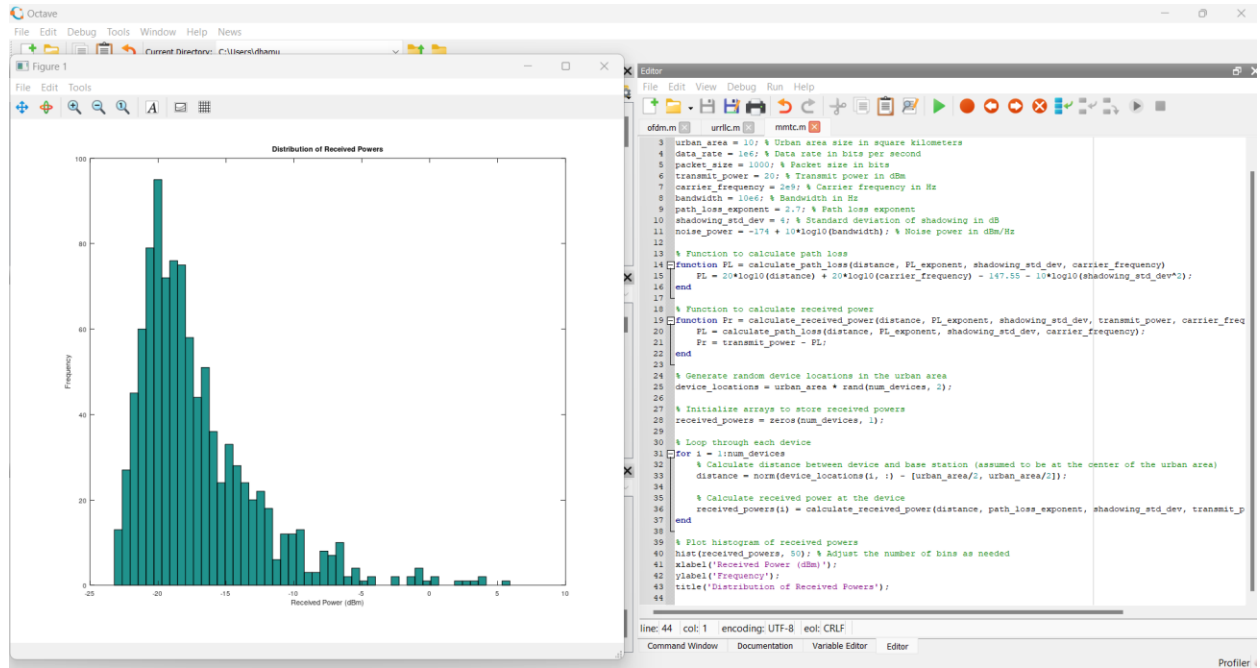 Octave
File Edit Debug Tools Window Help News
Current Directory: C:\Users\dhamu
Figure 1
File Edit Tools
A
Distribution of Received Powers
100
80
60
40
20
0
Frequency
-25 -20 -15 -10 -5 0 5 10
Received Power (dBm)
Editor
File Edit View Debug Run Help
ofdm.m urrllc.m mmtc.m
3 urban_area = 10; % Urban area size in square kilometers
4 data_rate = 1e6; % Data rate in bits per second
5 packet_size = 1000; % Packet size in bits
6 transmit_power = 20; % Transmit power in dBm
7 carrier_frequency = 2e9; % Carrier frequency in Hz
8 bandwidth = 10e6; % Bandwidth in Hz
9 path_loss_exponent = 2.7; % Path loss exponent
10 shadowing_std_dev = 4; % Standard deviation of shadowing in dB
11 noise_power = -174 + 10*log10(bandwidth); % Noise power in dBm/Hz
12
13 % Function to calculate path loss
14 function PL = calculate_path_loss(distance, PL_exponent, shadowing_std_dev, carrier_frequency)
15 PL = 20*log10(distance) + 20*log10(carrier_frequency) - 147.55 - 10*log10(shadowing_std_dev^2);
16 end
17
18 % Function to calculate received power
19 function Pr = calculate_received_power(distance, PL_exponent, shadowing_std_dev, transmit_power, carrier_freq
20 PL = calculate_path_loss(distance, PL_exponent, shadowing_std_dev, carrier_frequency);
21 Pr = transmit_power - PL;
22 end
23
24 % Generate random device locations in the urban area
25 device_locations = urban_area * rand(num_devices, 2);
26
27 % Initialize arrays to store received powers
28 received_powers = zeros(num_devices, 1);
29
30 % Loop through each device
31 for i = 1:num_devices
32 % Calculate distance between device and base station (assumed to be at the center of the urban area)
33 distance = norm(device_locations(i, :) - [urban_area/2, urban_area/2]);
34
35 % Calculate received power at the device
36 received_powers(i) = calculate_received_power(distance, path_loss_exponent, shadowing_std_dev, transmit_p
37 end
38
39 % Plot histogram of received powers
40 hist(received_powers, 50); % Adjust the number of bins as needed
41 xlabel('Received Power (dBm)');
42 ylabel('Frequency');
43 title('Distribution of Received Powers');
44
line: 44 col: 1 encoding: UTF-8 eol: CRLF
Command Window Documentation Variable Editor Editor
Profiler